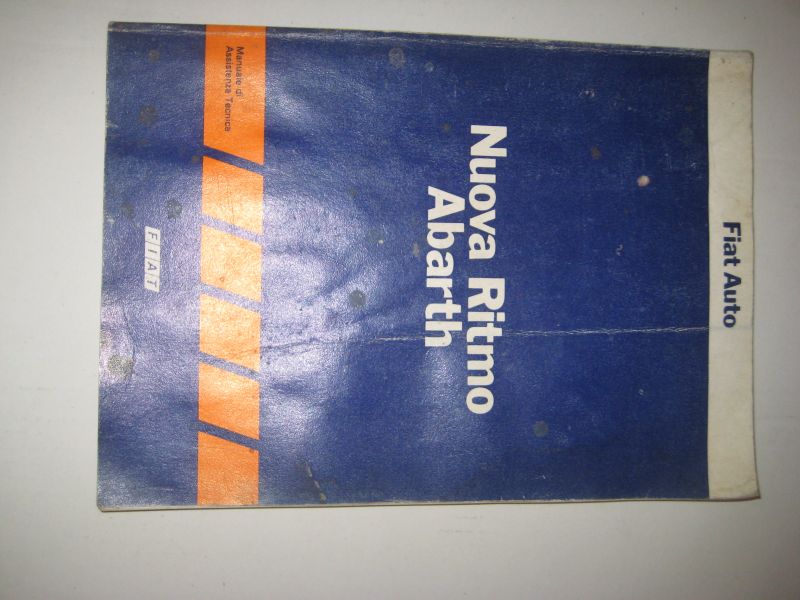 Fiat Auto
Nuova Ritmo
Abarth
Manuale di
Assistenza Tecnica
FIAT